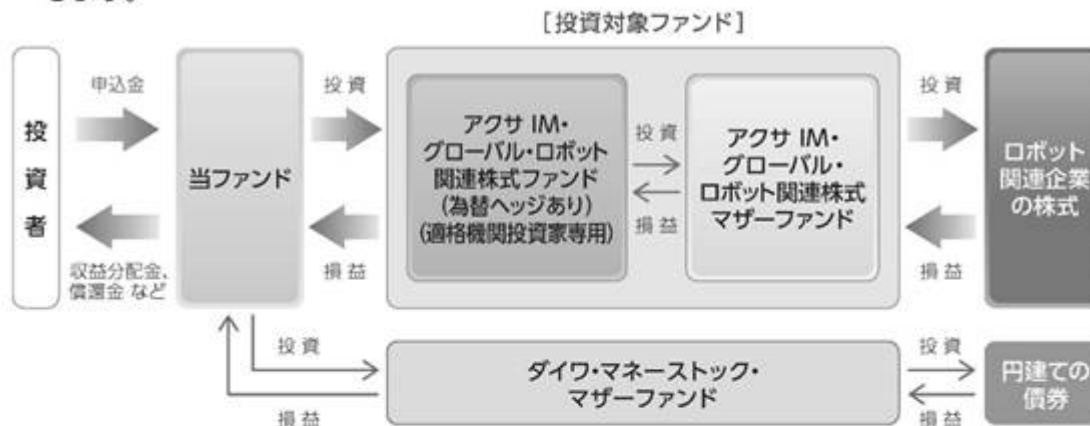 [投資対象ファンド]
投資者
申込金
収益分配金、
償還金 など
当ファンド
投資
損益
アクサ IM・
グローバル・ロボット
関連株式ファンド
(為替ヘッジあり)
(適格機関投資家専用)
投資
損益
アクサ IM・
グローバル・
ロボット関連株式
マザーファンド
投資
損益
ロボット
関連企業
の株式
投資
損益
ダイワ・マネーストック・
マザーファンド
投資
損益
円建ての
債券